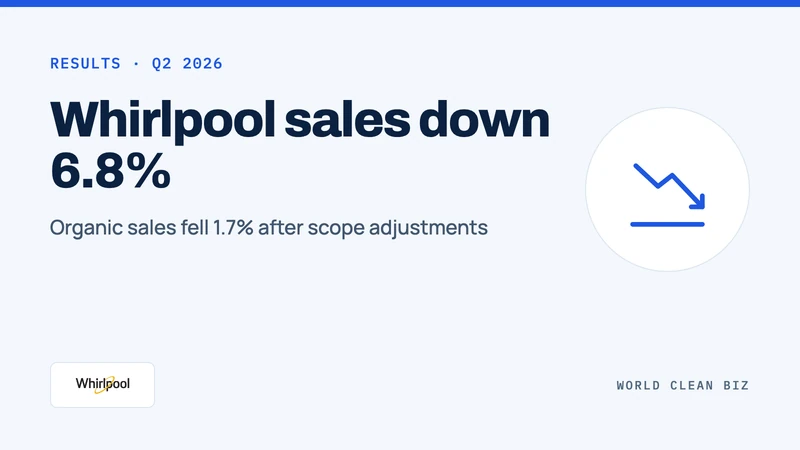 RESULTS · Q2 2026
Whirlpool sales down
6.8%
Organic sales fell 1.7% after scope adjustments
Whirlpool
WORLD CLEAN BIZ